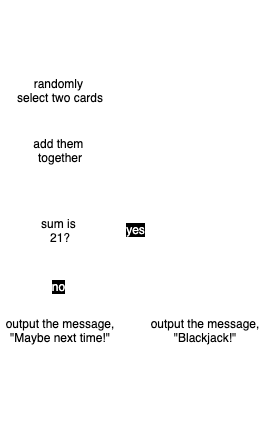 randomly
select two cards
add them
together
sum is
21?
yes
no
output the message,
"Maybe next time!"
output the message,
"Blackjack!"